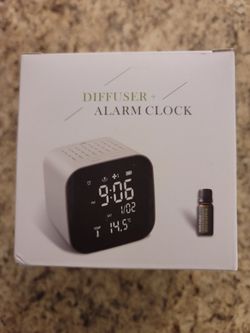 DIFFUSER +
ALARM CLOCK
9:06
1/02
14.5